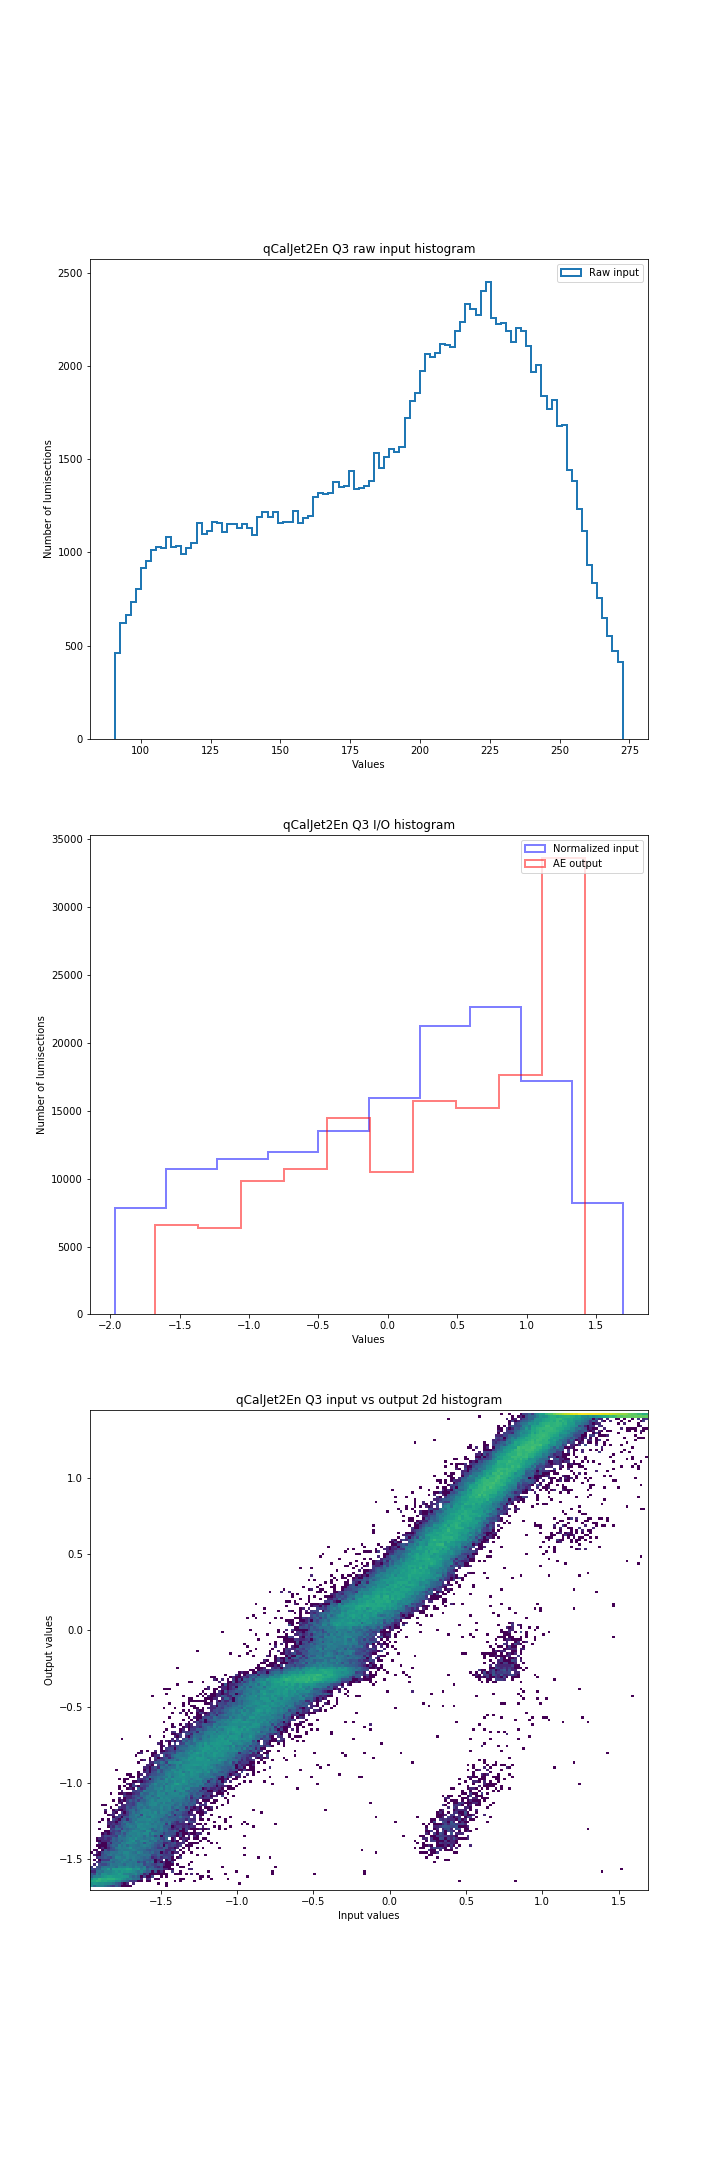 qCalJet2En Q3 raw input histogram
Raw input
2500
2000
1500
1000
500
0
Number of lumisections
100 125 150 175 200 225 250 275
Values
qCalJet2En Q3 I/O histogram
Normalized input
AE output
35000
30000
25000
20000
15000
10000
5000
0
Number of lumisections
−2.0 −1.5 −1.0 −0.5 0.0 0.5 1.0 1.5
Values
qCalJet2En Q3 input vs output 2d histogram
1.0
0.5
0.0
−0.5
−1.0
−1.5
Output values
−1.5 −1.0 −0.5 0.0 0.5 1.0 1.5
Input values